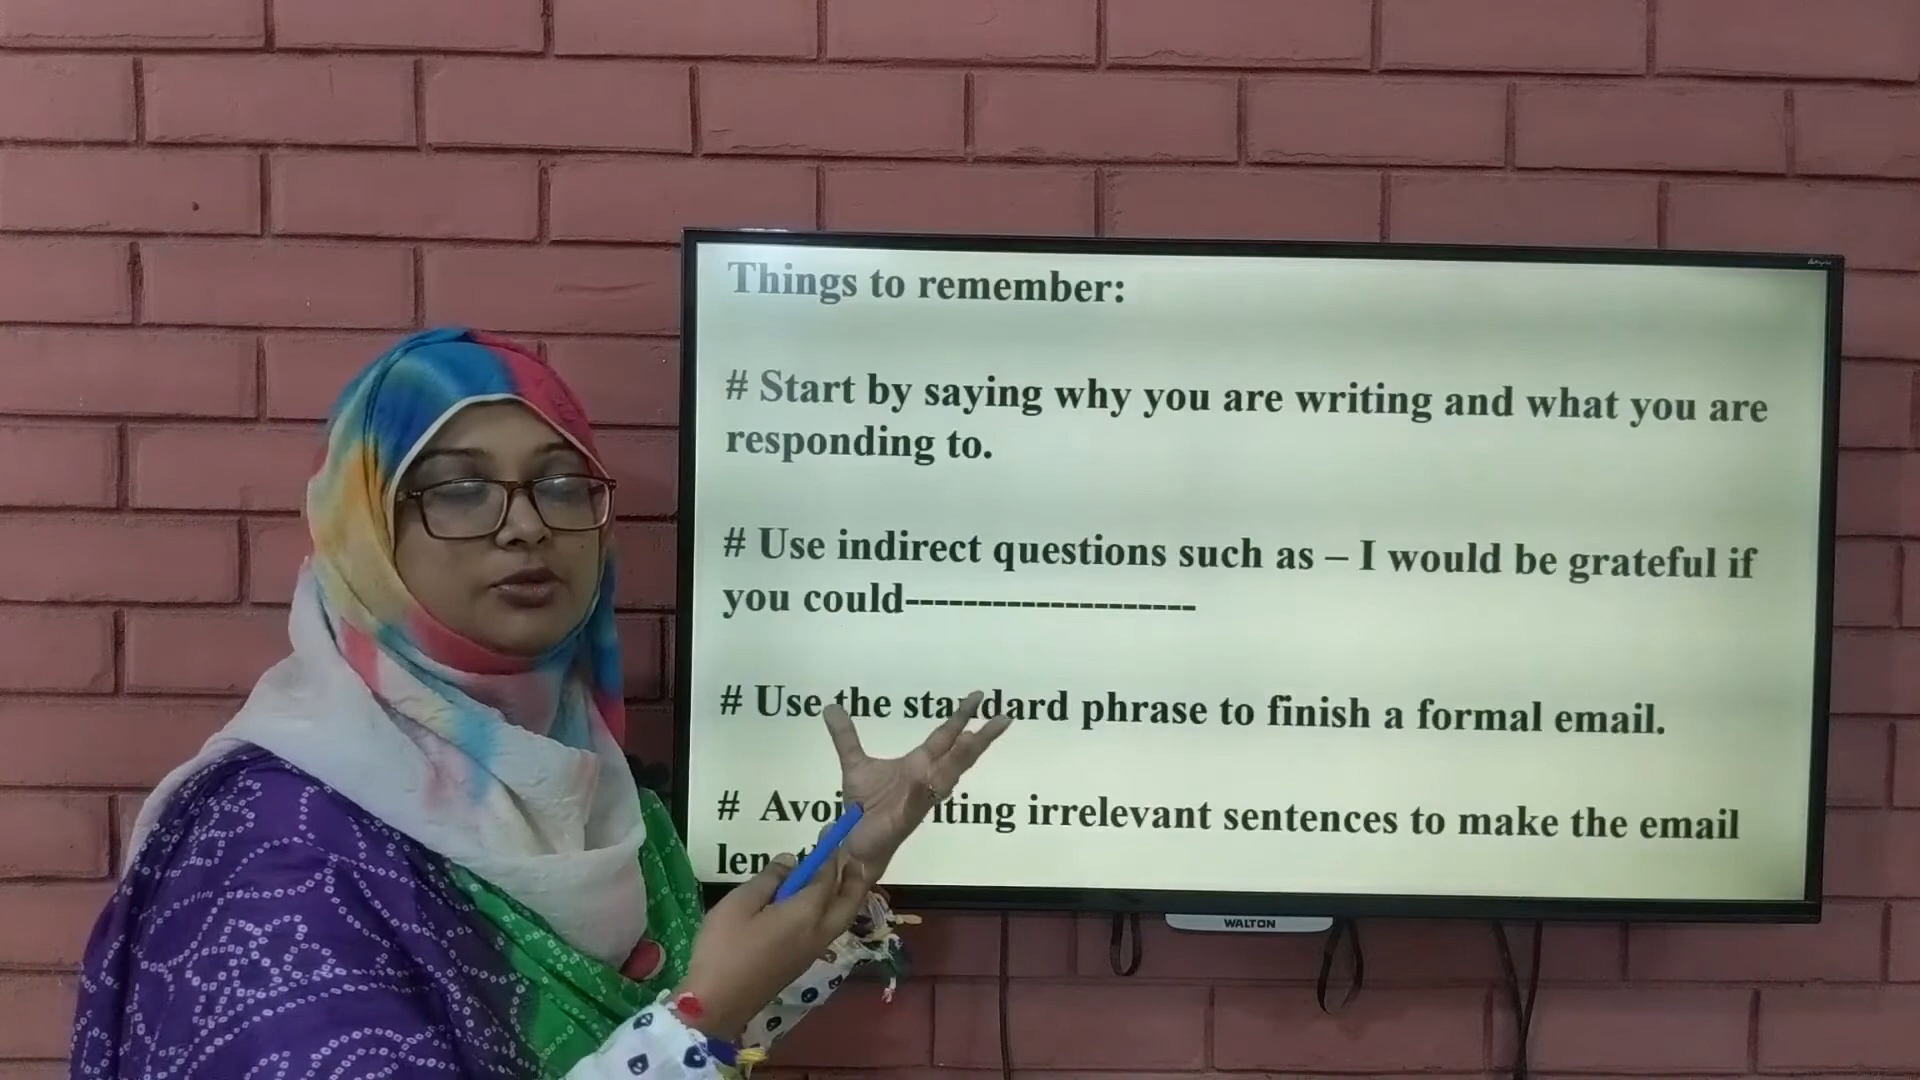 Things to remember:
# Start by saying why you are writing and what you are
responding to.
# Use indirect questions such as – I would be grateful if
you could--------------------
# Use the standard phrase to finish a formal email.
# irrelevant sentences to make the email
WALTON